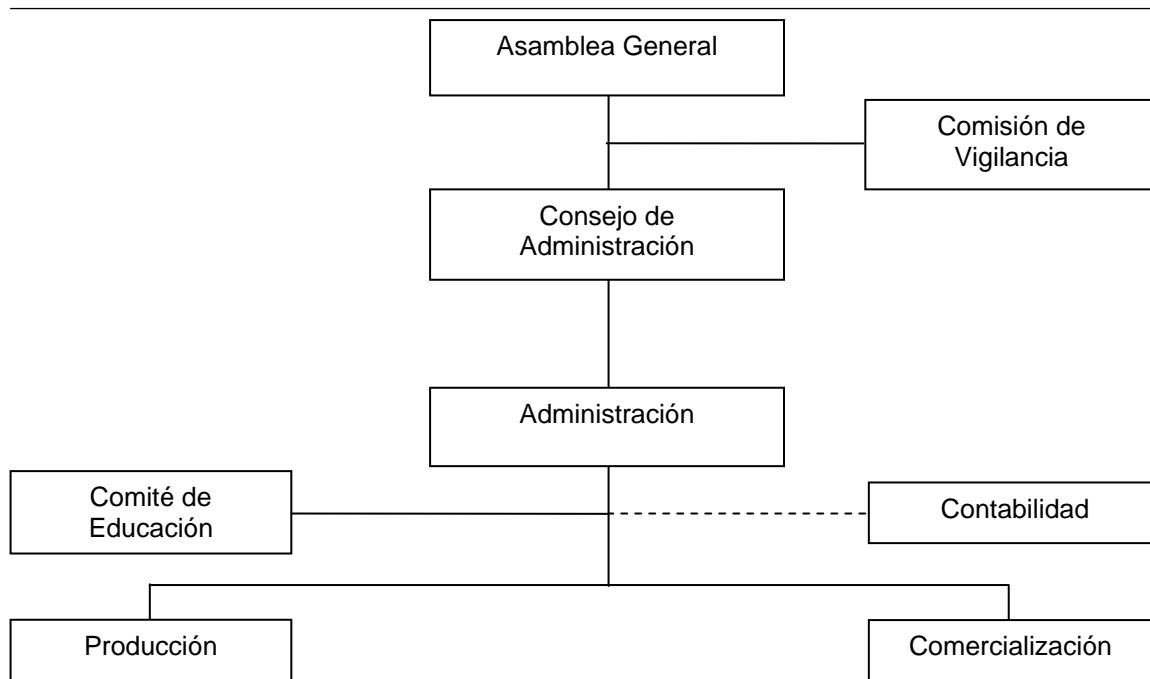 Asamblea General
Comisión de
Vigilancia
Consejo de
Administración
Administración
Comité de
Educación
Contabilidad
Producción
Comercialización